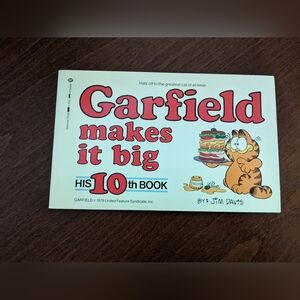 Hats off to the greatest cat of all time!
Garfield
makes
it big
HIS 10th BOOK
BY: JIM DAVIS
GARFIELD: © 1978 United Feature Syndicate, Inc.